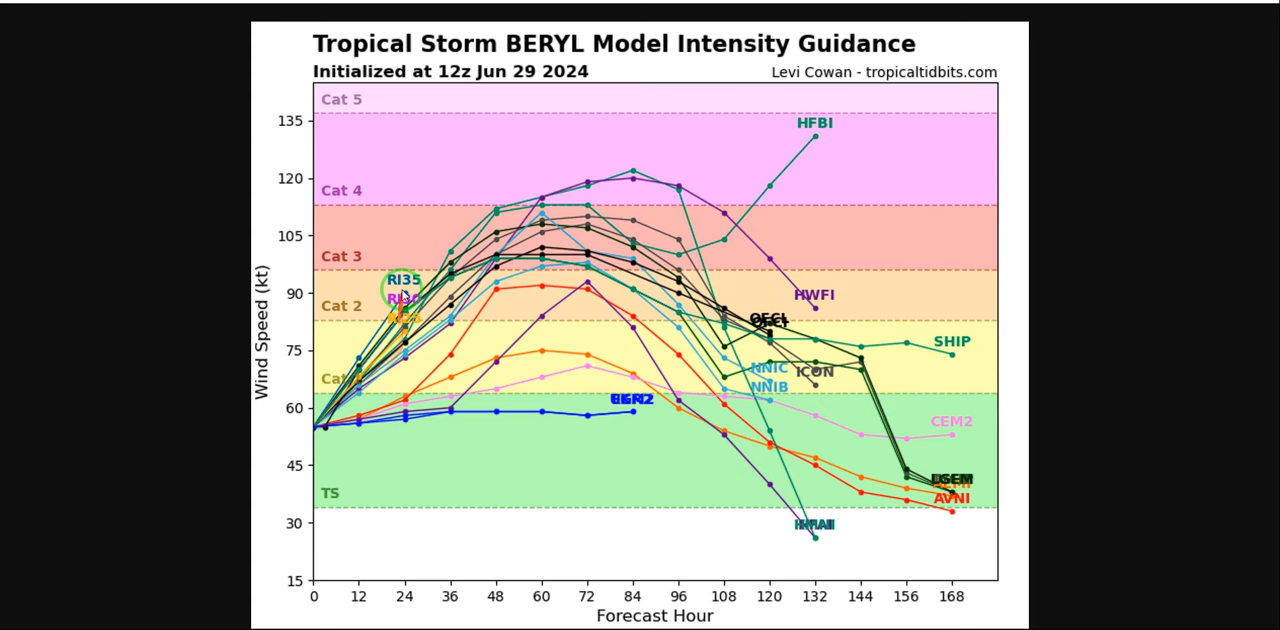 Tropical Storm BERYL Model Intensity Guidance
Initialized at 12z Jun 29 2024
Levi Cowan - tropicaltidbits.com
Cat 5
135
HFBI
120
Cat 4
105
Cat 3
RI35
90
HWFI
Cat 2
OFCL
SHIP
75
NNIC
ICON
NNIB
60
CEM2
45
TS
AVNI
30
15
0 12 24 36 48 60 72 84 96 108 120 132 144 156 168
Wind Speed (kt)
Forecast Hour